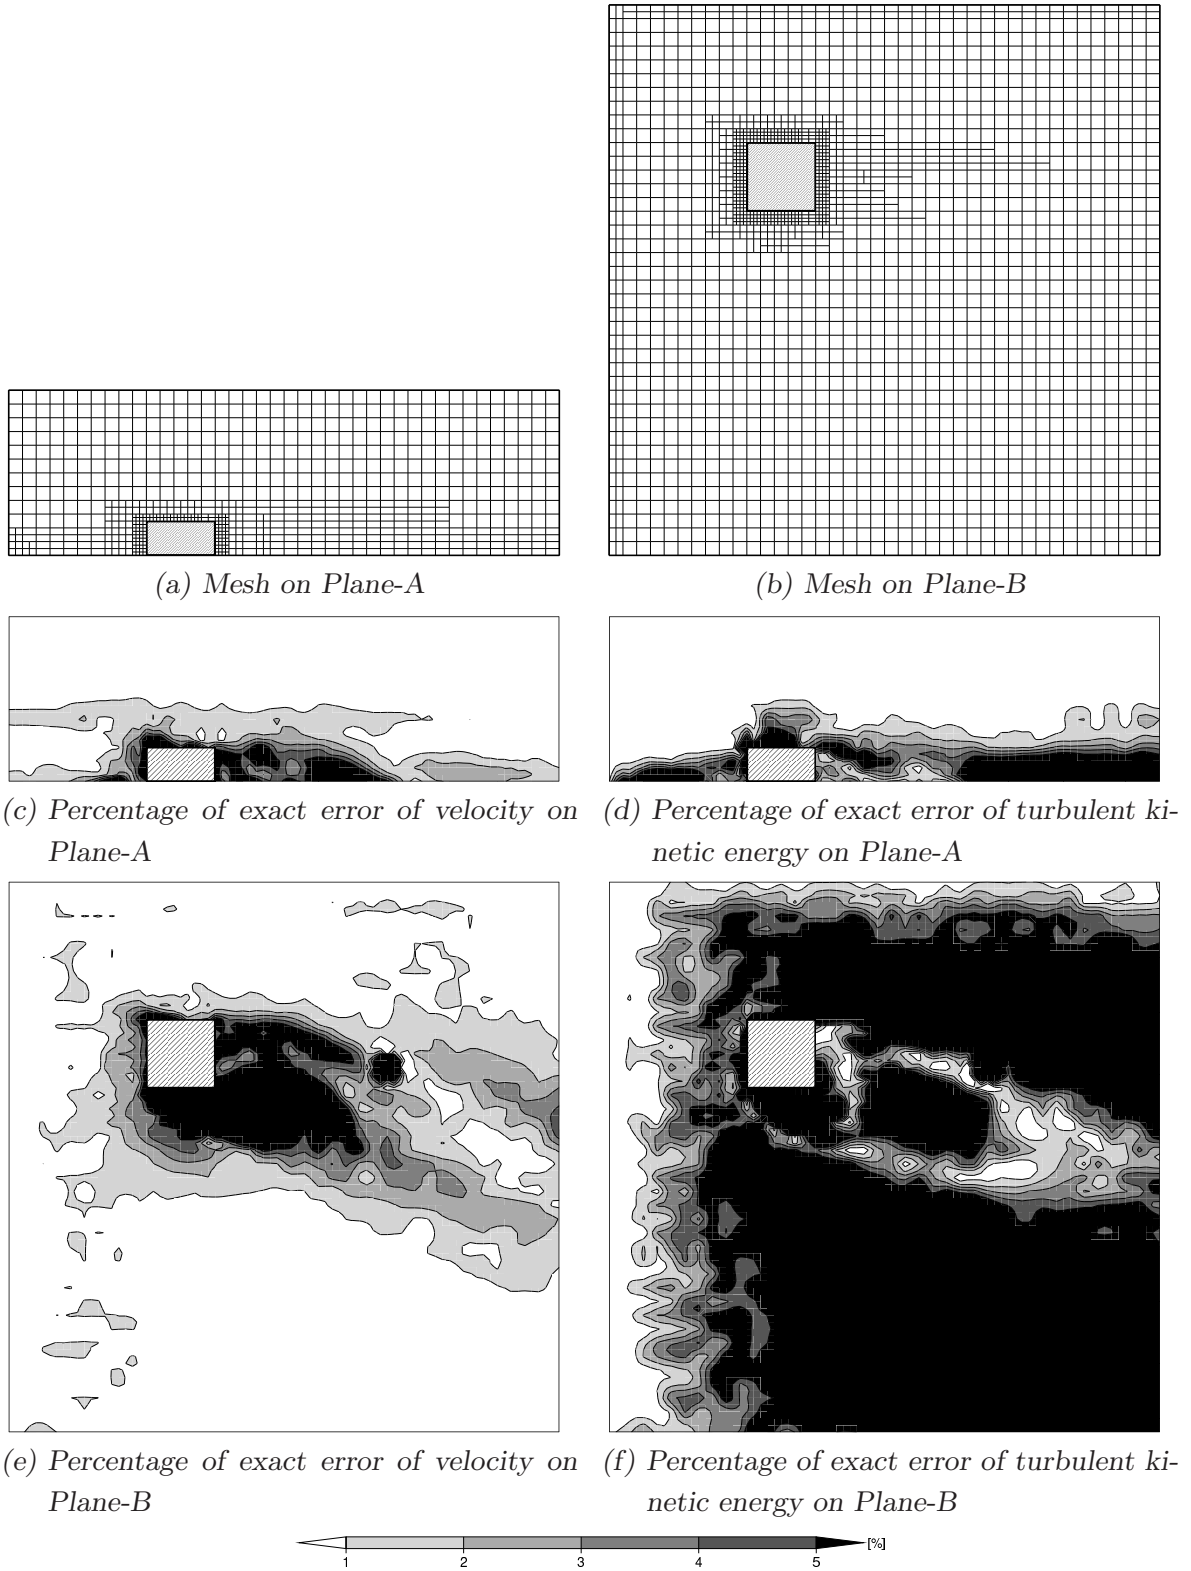 (a) Mesh on Plane-A
(b) Mesh on Plane-B
(c) Percentage of exact error of velocity on
Plane-A
(d) Percentage of exact error of turbulent ki-
netic energy on Plane-A
(e) Percentage of exact error of velocity on
Plane-B
(f) Percentage of exact error of turbulent ki-
netic energy on Plane-B
[%]
1 2 3 4 5